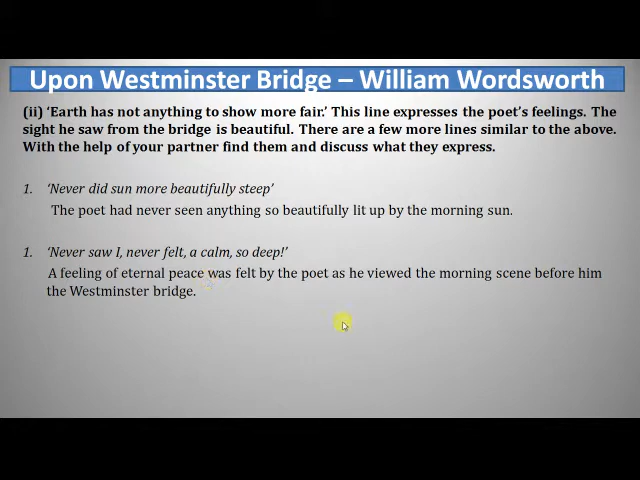 Upon Westminster Bridge – William Wordsworth
(ii) ‘Earth has not anything to show more fair.’ This line expresses the poet’s feelings. The
sight he saw from the bridge is beautiful. There are a few more lines similar to the above.
With the help of your partner find them and discuss what they express.
1. ‘Never did sun more beautifully steep’
The poet had never seen anything so beautifully lit up by the morning sun.
1. ‘Never saw I, never felt, a calm, so deep!’
A feeling of eternal peace was felt by the poet as he viewed the morning scene before him
the Westminster bridge.